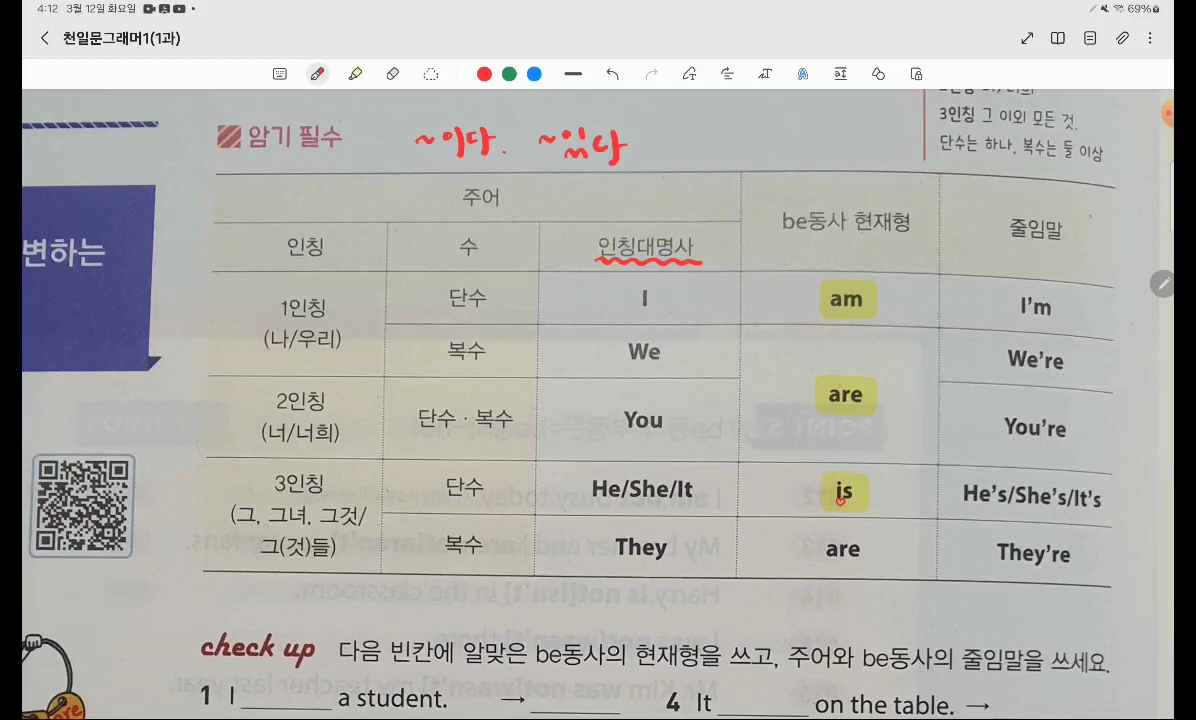 4:12 3월 12일 화요일
69%
천일문그래머1(1과)
3인칭 그 이외 모든 것.
단수는 하나, 복수는 둘 이상
암기 필수 ~이다. ~있다
변하는
주어 be동사 현재형 줄임말
인칭 수 인칭대명사
1인칭 (나/우리) 단수 I am I'm
복수 We are We're
2인칭 (너/너희) 단수·복수 You You're
3인칭 (그, 그녀, 그것/그(것)들) 단수 He/She/It is He's/She's/It's
복수 They are They're
check up 다음 빈칸에 알맞은 be동사의 현재형을 쓰고, 주어와 be동사의 줄임말을 쓰세요.
1 I ________ a student. → ________ 4 It ________ on the table. →